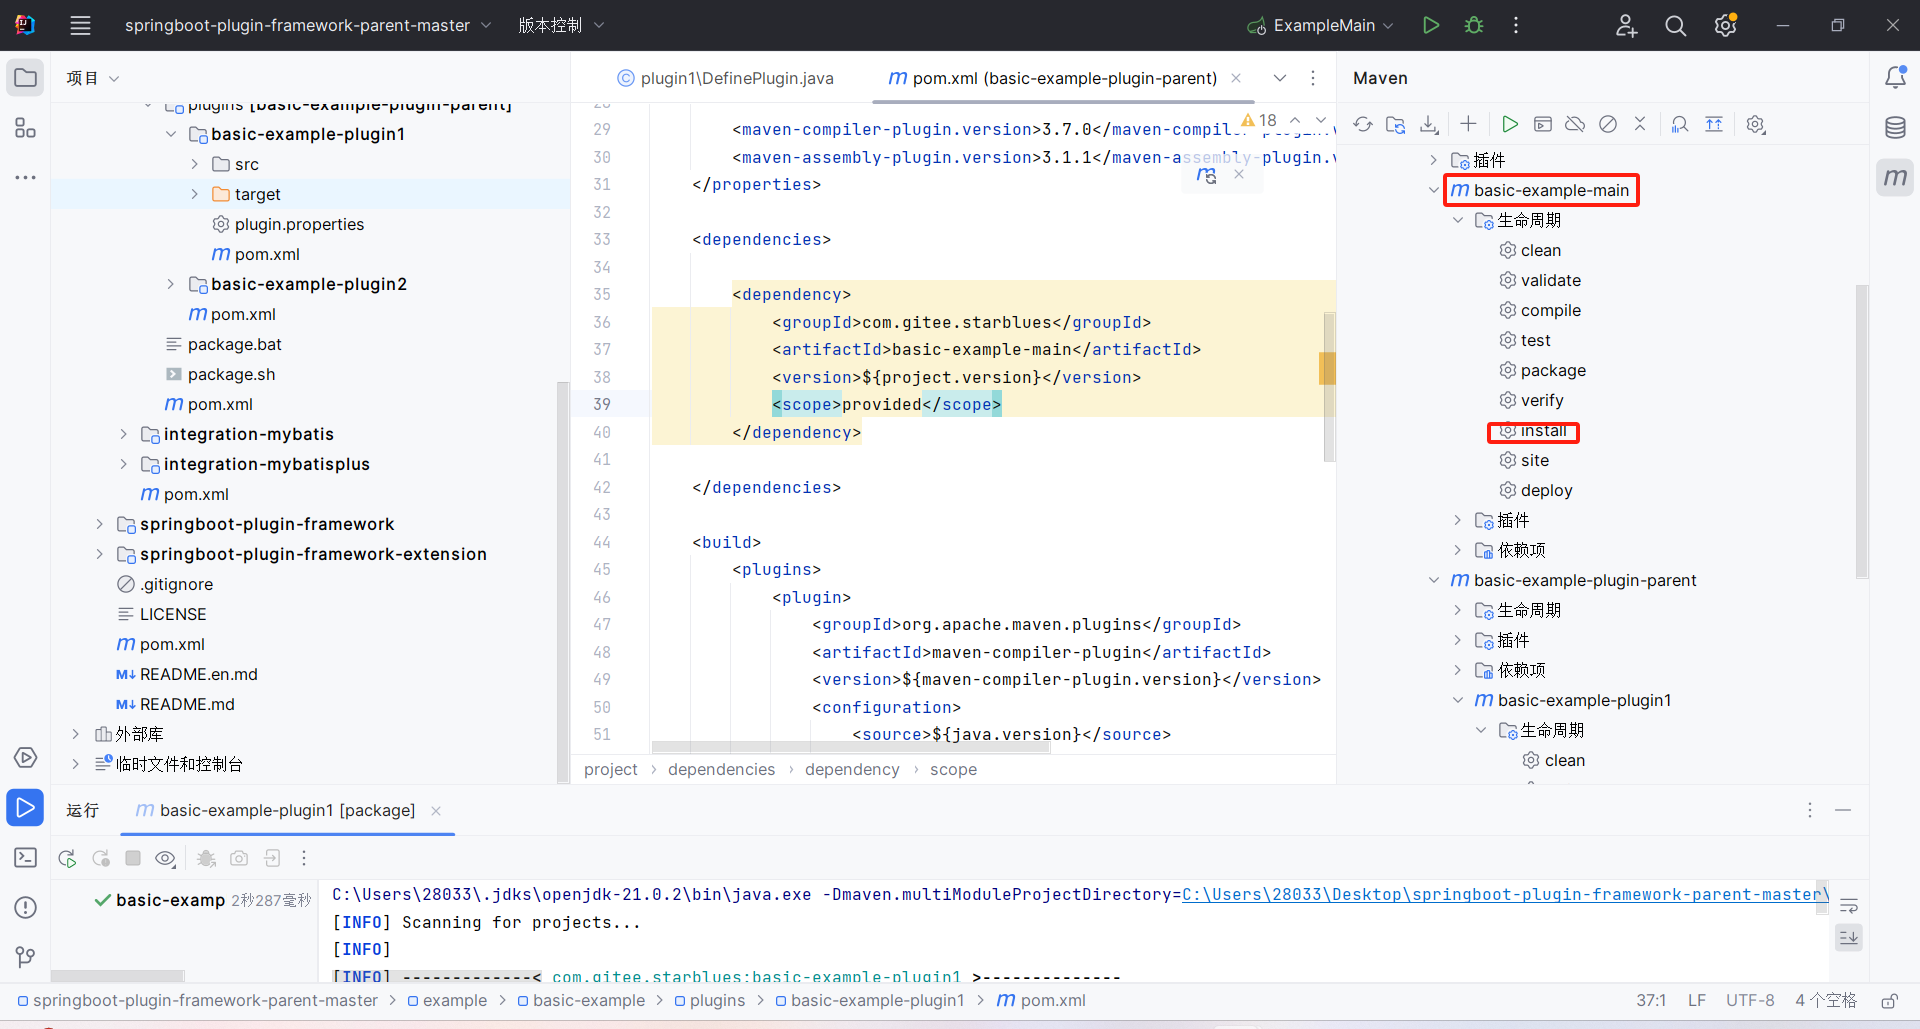 springboot-plugin-framework-parent-master
版本控制
ExampleMain
项目
plugins [basic-example-plugin-parent]
basic-example-plugin1
src
target
plugin.properties
pom.xml
basic-example-plugin2
pom.xml
package.bat
package.sh
pom.xml
integration-mybatis
integration-mybatisplus
pom.xml
springboot-plugin-framework
springboot-plugin-framework-extension
.gitignore
LICENSE
pom.xml
README.en.md
README.md
外部库
临时文件和控制台
plugin1\DefinePlugin.java
pom.xml (basic-example-plugin-parent)
18
28
29 <maven-compiler-plugin.version>3.7.0</maven-compiler-plugin.v
30 <maven-assembly-plugin.version>3.1.1</maven-assembly-plugin.v
31 </properties>
32
33 <dependencies>
34
35 <dependency>
36 <groupId>com.gitee.starblues</groupId>
37 <artifactId>basic-example-main</artifactId>
38 <version>${project.version}</version>
39 <scope>provided</scope>
40 </dependency>
41
42 </dependencies>
43
44 <build>
45 <plugins>
46 <plugin>
47 <groupId>org.apache.maven.plugins</groupId>
48 <artifactId>maven-compiler-plugin</artifactId>
49 <version>${maven-compiler-plugin.version}</version>
50 <configuration>
51 <source>${java.version}</source>
project > dependencies > dependency > scope
Maven
插件
basic-example-main
生命周期
clean
validate
compile
test
package
verify
install
site
deploy
插件
依赖项
basic-example-plugin-parent
生命周期
插件
依赖项
basic-example-plugin1
生命周期
clean
运行
basic-example-plugin1 [package]
basic-examp 2秒287毫秒
C:\Users\28033\.jdks\openjdk-21.0.2\bin\java.exe -Dmaven.multiModuleProjectDirectory=C:\Users\28033\Desktop\springboot-plugin-framework-parent-master\
[INFO] Scanning for projects...
[INFO]
[INFO] -------------< com.gitee.starblues:basic-example-plugin1 >--------------
springboot-plugin-framework-parent-master > example > basic-example > plugins > basic-example-plugin1 > pom.xml
37:1 LF UTF-8 4 个空格